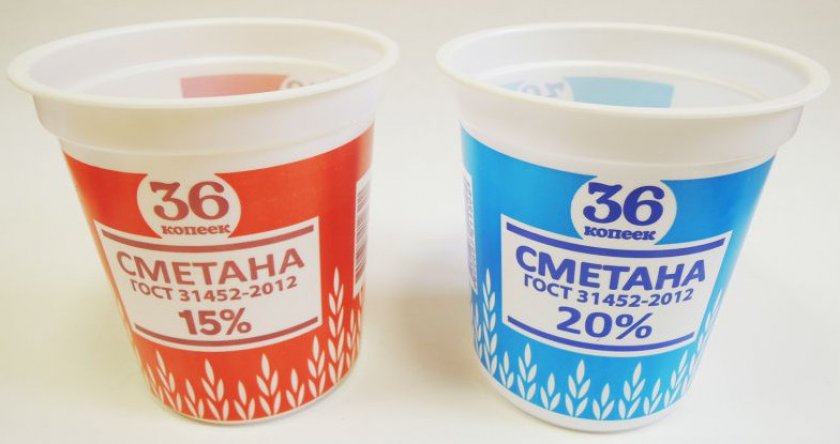 36
копеек
СМЕТАНА
ГОСТ 31452-2012
15%
36
копеек
СМЕТАНА
ГОСТ 31452-2012
20%